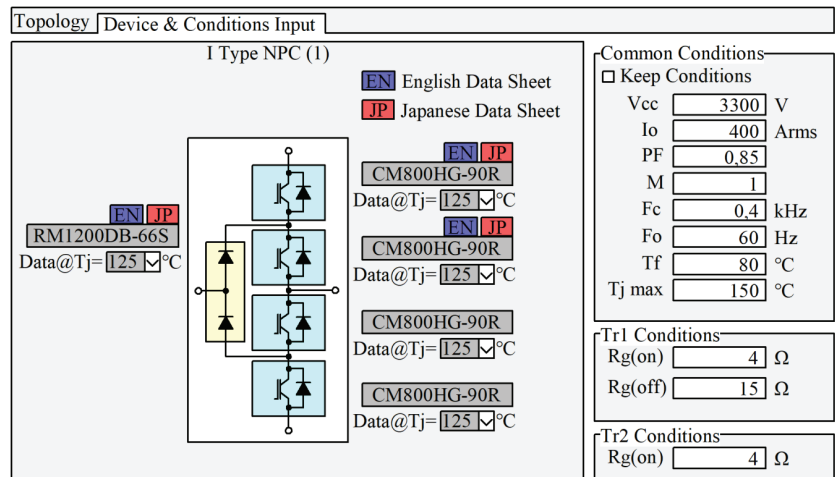 Topology Device & Conditions Input
I Type NPC (1)
EN English Data Sheet
JP Japanese Data Sheet
EN JP
CM800HG-90R
Data@Tj= 125 °C
EN JP
CM800HG-90R
Data@Tj= 125 °C
CM800HG-90R
Data@Tj= 125 °C
CM800HG-90R
Data@Tj= 125 °C
EN JP
RM1200DB-66S
Data@Tj= 125 °C
Common Conditions
Keep Conditions
Vcc 3300 V
Io 400 Arms
PF 0,85
M 1
Fc 0,4 kHz
Fo 60 Hz
Tf 80 °C
Tj max 150 °C
Tr1 Conditions
Rg(on) 4 Ω
Rg(off) 15 Ω
Tr2 Conditions
Rg(on) 4 Ω